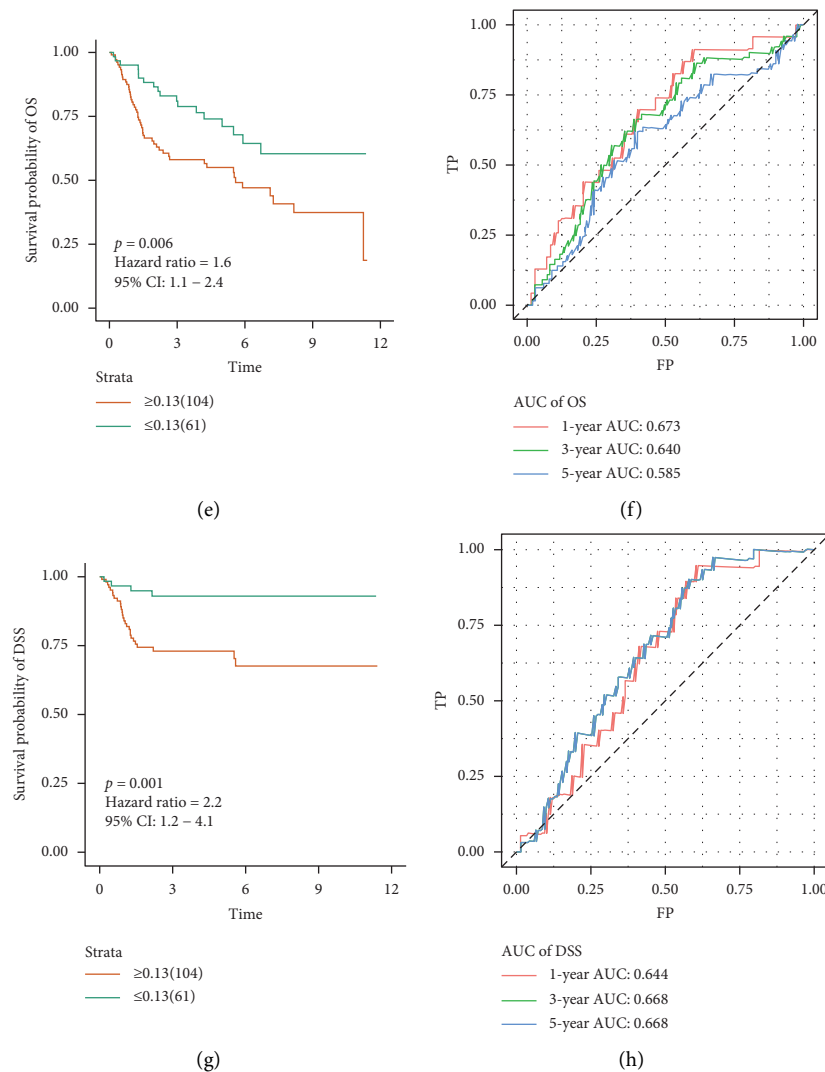 1.00
0.75
0.50
0.25
0.00
Survival probability of OS
p = 0.006
Hazard ratio = 1.6
95% CI: 1.1 – 2.4
0
3
6
9
12
Time
Strata
≥0.13(104)
≤0.13(61)
(e)
1.00
0.75
0.50
0.25
0.00
TP
0.00
0.25
0.50
0.75
1.00
FP
AUC of OS
1-year AUC: 0.673
3-year AUC: 0.640
5-year AUC: 0.585
(f)
1.00
0.75
0.50
0.25
0.00
Survival probability of DSS
p = 0.001
Hazard ratio = 2.2
95% CI: 1.2 – 4.1
0
3
6
9
12
Time
Strata
≥0.13(104)
≤0.13(61)
(g)
1.00
0.75
0.50
0.25
0.00
TP
0.00
0.25
0.50
0.75
1.00
FP
AUC of DSS
1-year AUC: 0.644
3-year AUC: 0.668
5-year AUC: 0.668
(h)